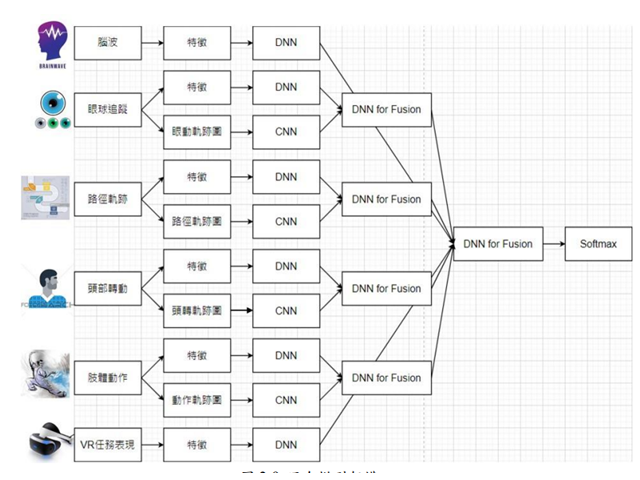 腦波 特徵 DNN
BRAINWAVE
特徵 DNN
眼球追蹤 DNN for Fusion
眼動軌跡圖 CNN
特徵 DNN
路徑軌跡 DNN for Fusion
路徑軌跡圖 CNN
DNN for Fusion Softmax
特徵 DNN
頭部轉動 DNN for Fusion
頭轉軌跡圖 CNN
特徵 DNN
肢體動作 DNN for Fusion
動作軌跡圖 CNN
VR任務表現 特徵 DNN